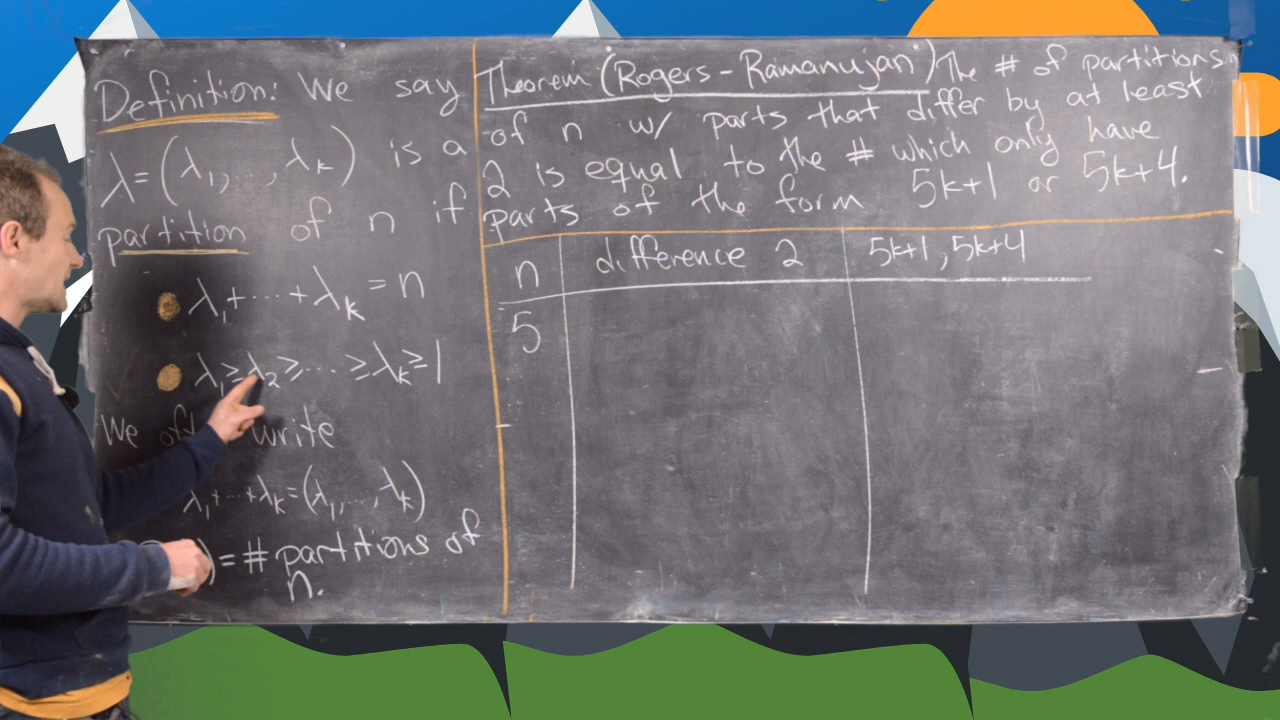 Definition: We say
λ=(λ₁,...,λₖ) is a
partition of n if
• λ₁+...+λₖ=n
• λ₁≥λ₂≥...≥λₖ≥1
We write
λ₁+...+λₖ=(λ₁,...,λₖ)
)=# partitions of
n.
Theorem (Rogers-Ramanujan) The # of partitions
of n w/ parts that differ by at least
2 is equal to the # which only have
parts of the form 5k+1 or 5k+4.
n difference 2 5k+1, 5k+4
5